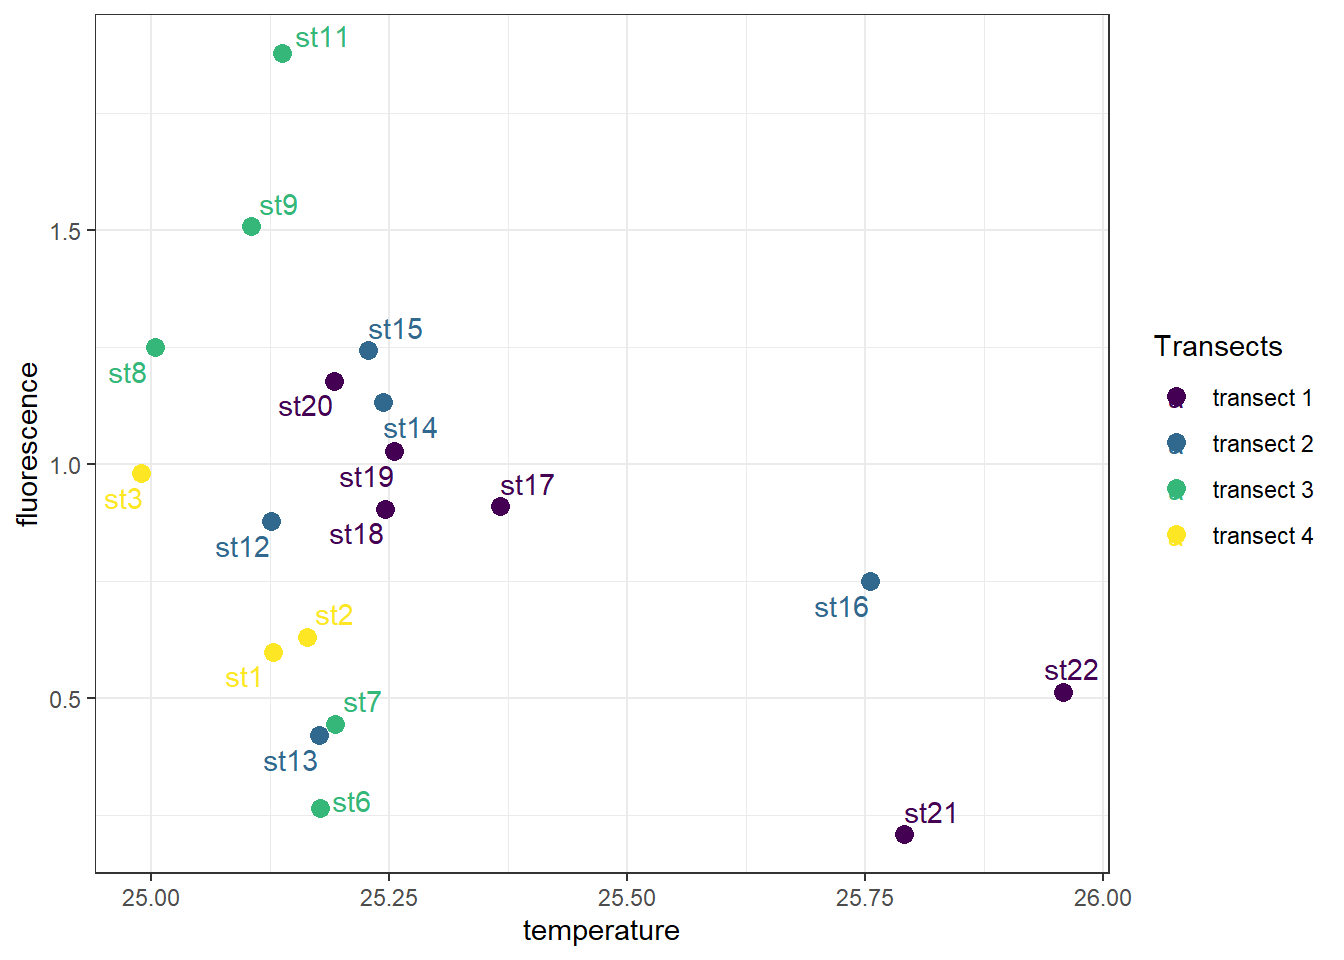 st11
st9
1.5
st15
st8
st20
st14
fluorescence
1.0
st19
st17
st3
st18
st12
st16
st2
st1
st22
0.5
st7
st13
st6
st21
25.00 25.25 25.50 25.75 26.00
temperature
Transects
transect 1
transect 2
transect 3
transect 4